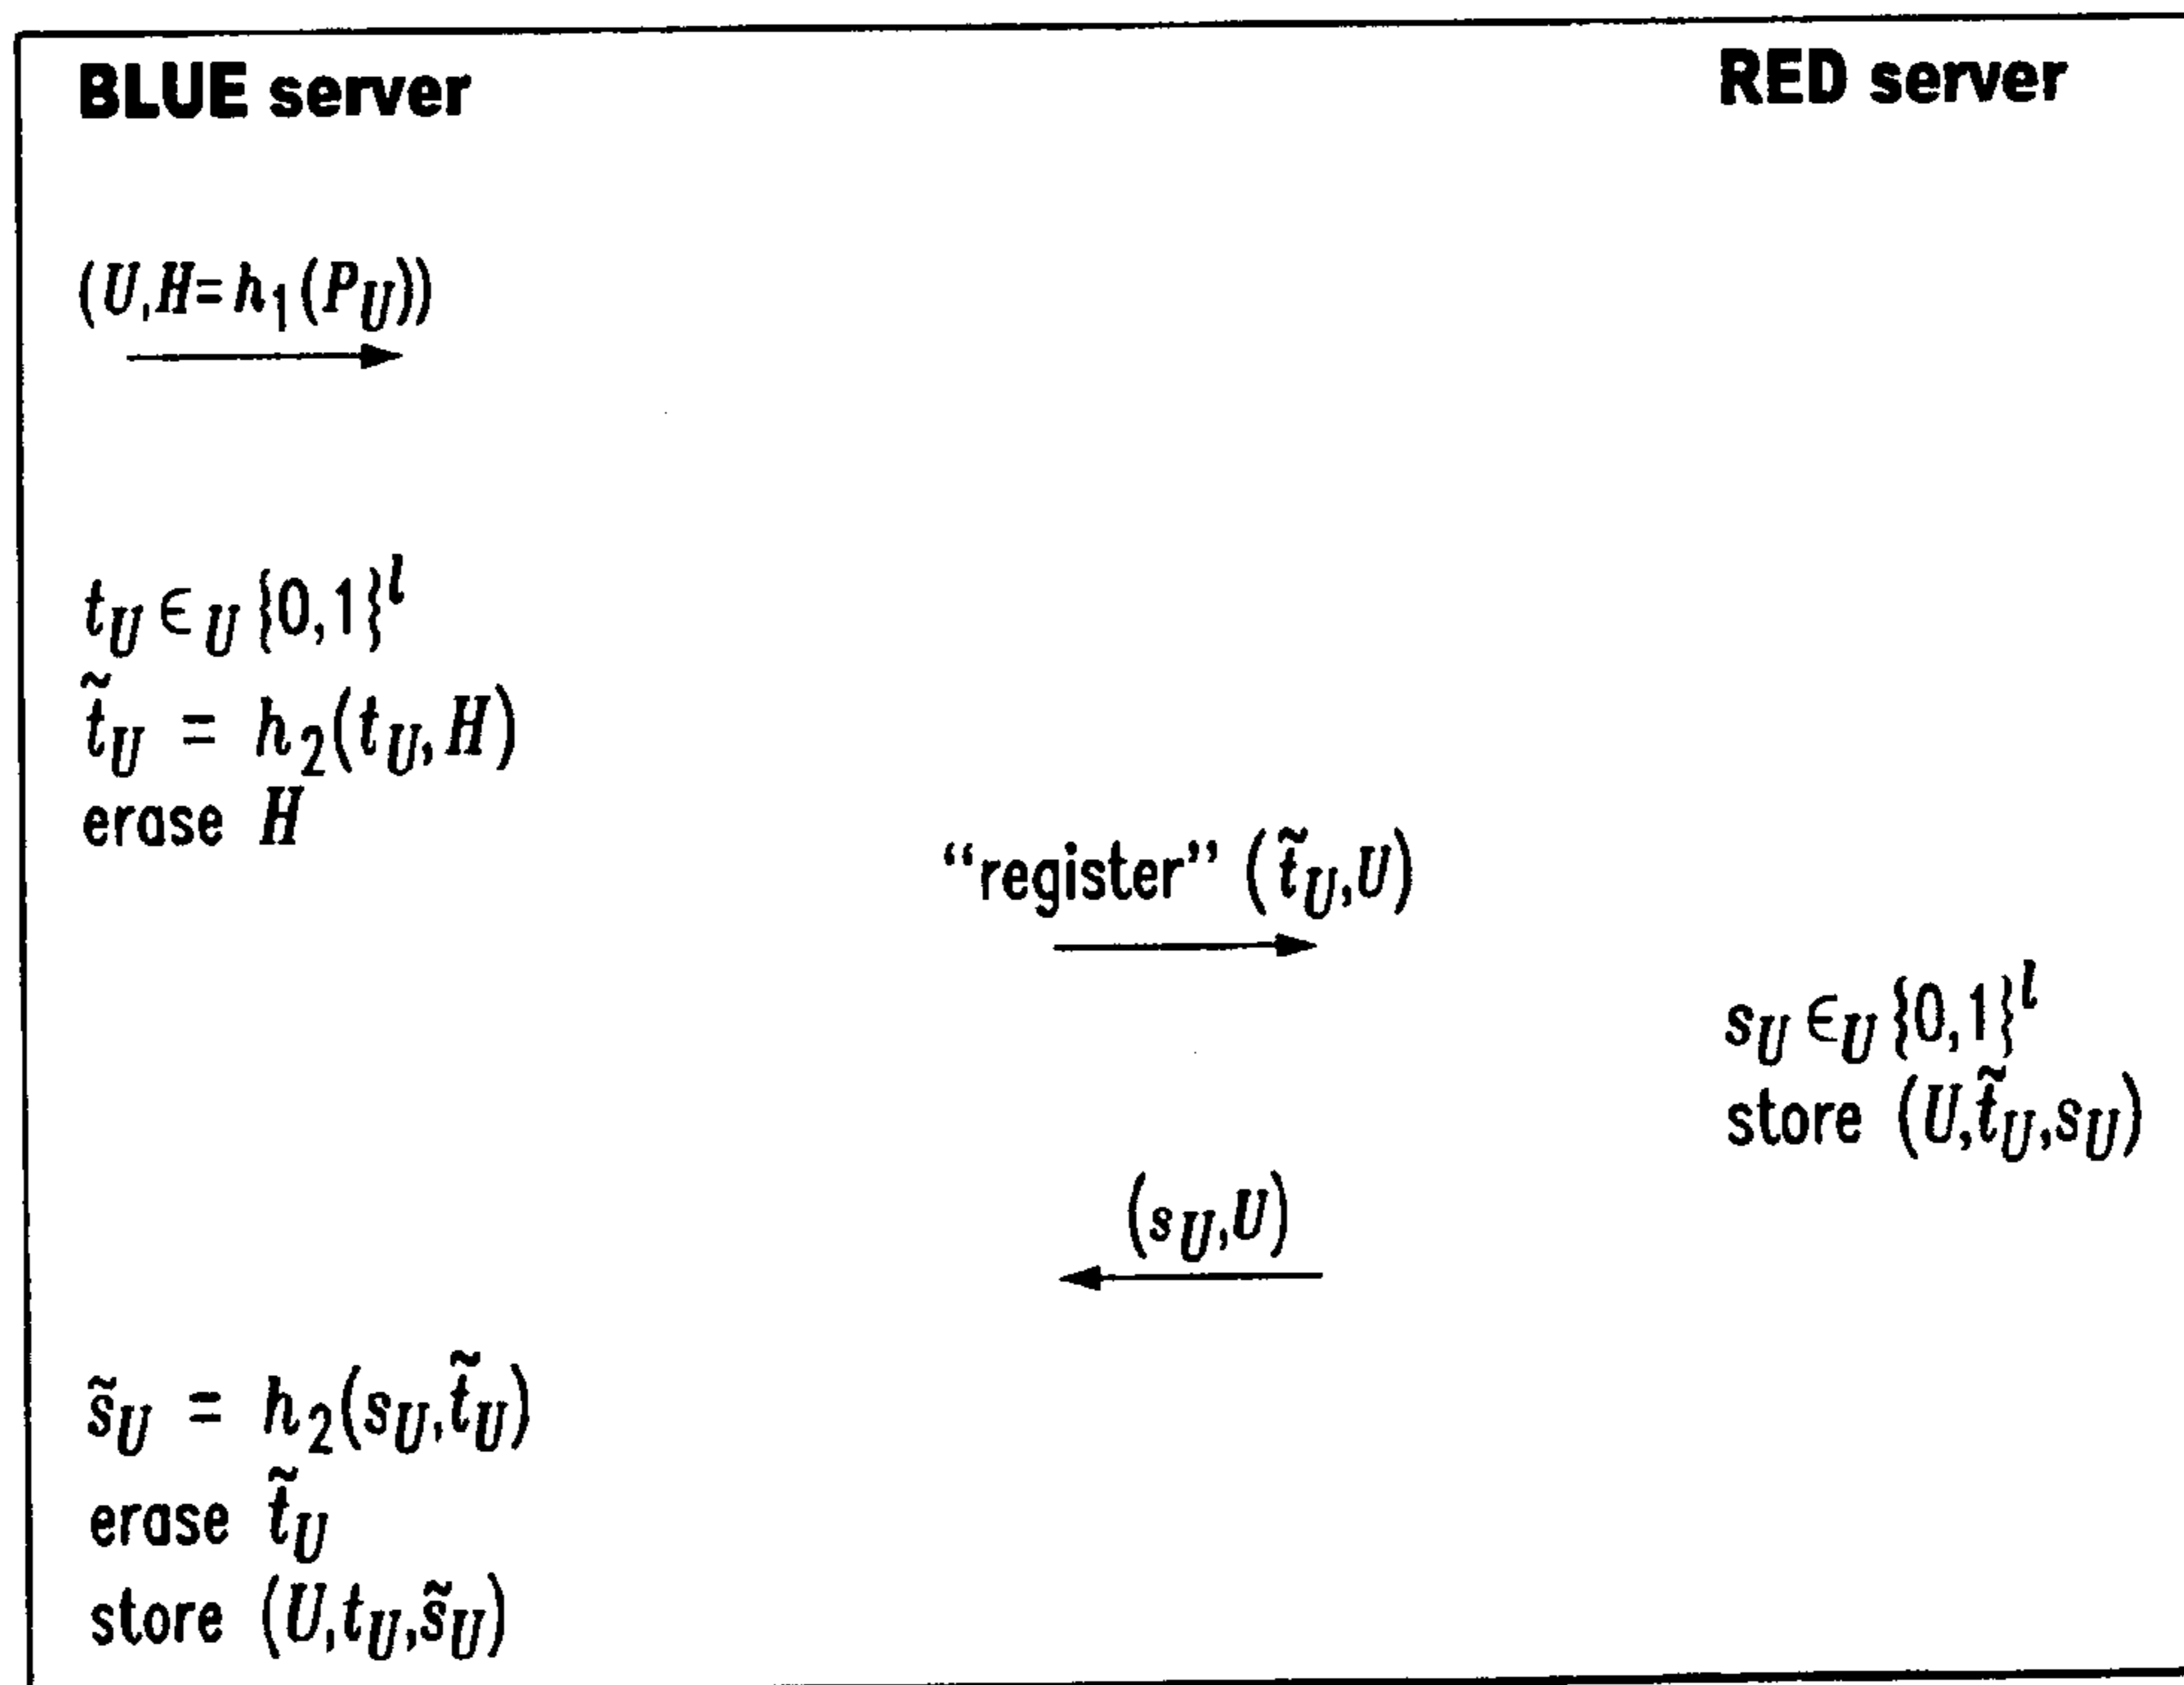 BLUE server
RED server
(U,H=h₁(P_U))
t_U ∈_U {0,1}^l
t̃_U = h₂(t_U,H)
erase H
“register” (t̃_U,U)
s_U ∈_U {0,1}^l
store (U,t̃_U,s_U)
(s_U,U)
s̃_U = h₂(s_U,t̃_U)
erase t̃_U
store (U,t_U,s̃_U)